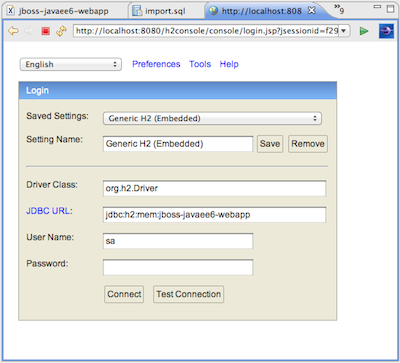 jboss-javaee6-webapp import.sql http://localhost:808 »9
http://localhost:8080/h2console/console/login.jsp?jsessionid=f29
English Preferences Tools Help
Login
Saved Settings: Generic H2 (Embedded)
Setting Name: Generic H2 (Embedded) Save Remove
Driver Class: org.h2.Driver
JDBC URL: jdbc:h2:mem:jboss-javaee6-webapp
User Name: sa
Password:
Connect Test Connection